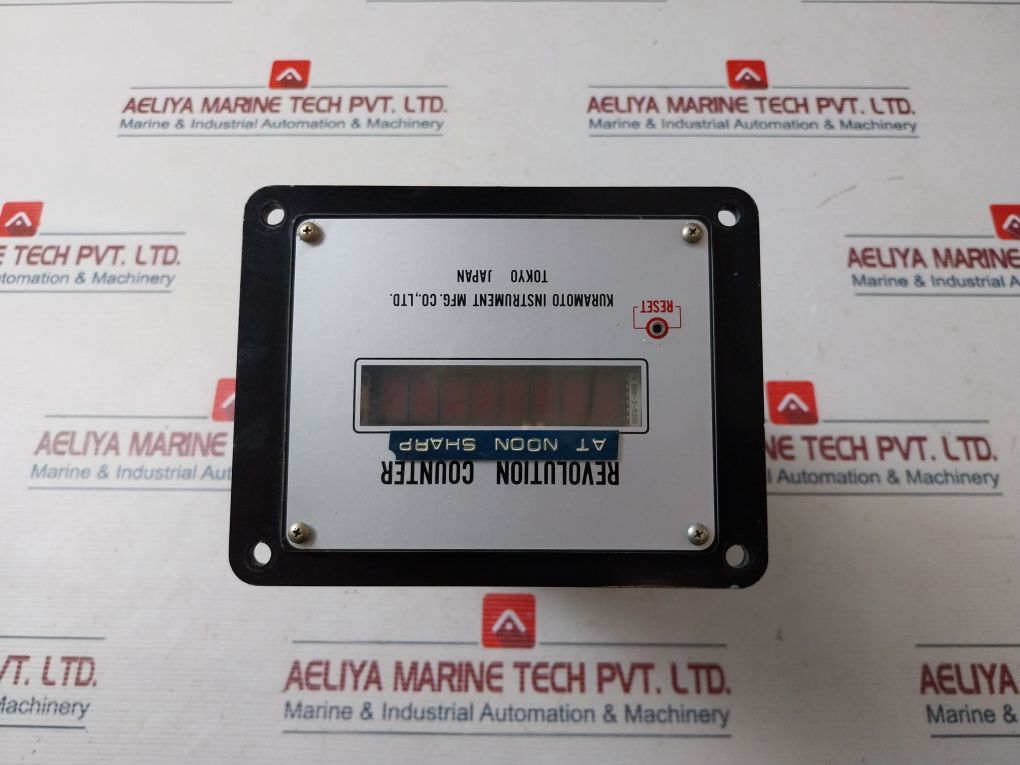 AELIYA MARINE TECH PVT. LTD.
Marine & Industrial Automation & Machinery
AELIYA MARINE TECH PVT. LTD.
Marine & Industrial Automation & Machinery
E TECH PVT. LTD.
Automation & Machinery
AELIYA MARINE
Marine & Industrial
REVOLUTION COUNTER
AT NOON SHARP
RESET
KURAMOTO INSTRUMENT MFG. CO., LTD.
TOKYO JAPAN
AELIYA MARI
Marine & Industrial
TECH PVT. LTD.
Automation & Machinery
VT. LTD.
Machinery
AELIYA MARINE TECH PVT. LTD.
Marine & Industrial Automation & Machinery
AELIYA
Marine &